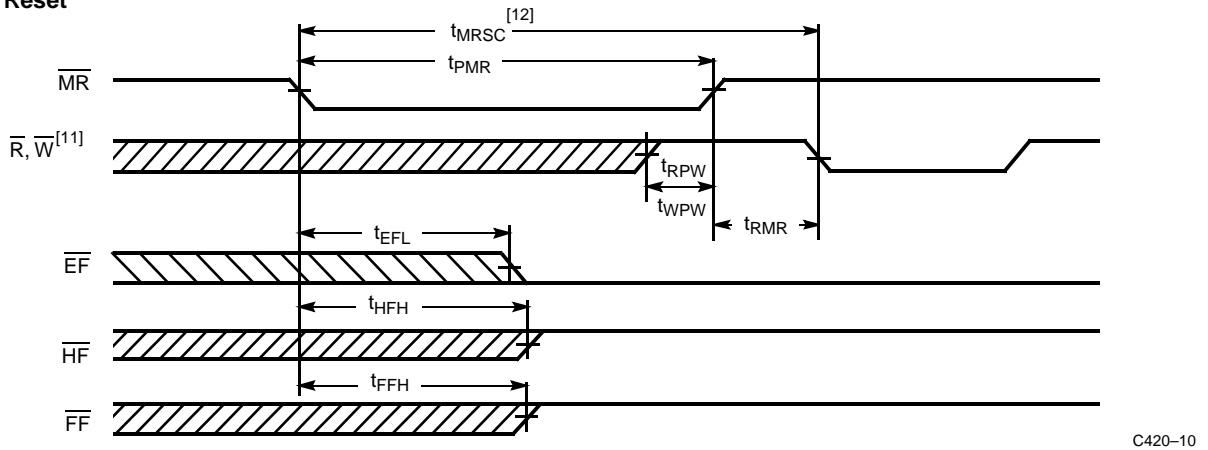 Reset
tMRSC[12]
tPMR
MR
R, W[11]
tRPW
tWPW
tRMR
tEFL
EF
tHFH
HF
tFFH
FF
C420–10